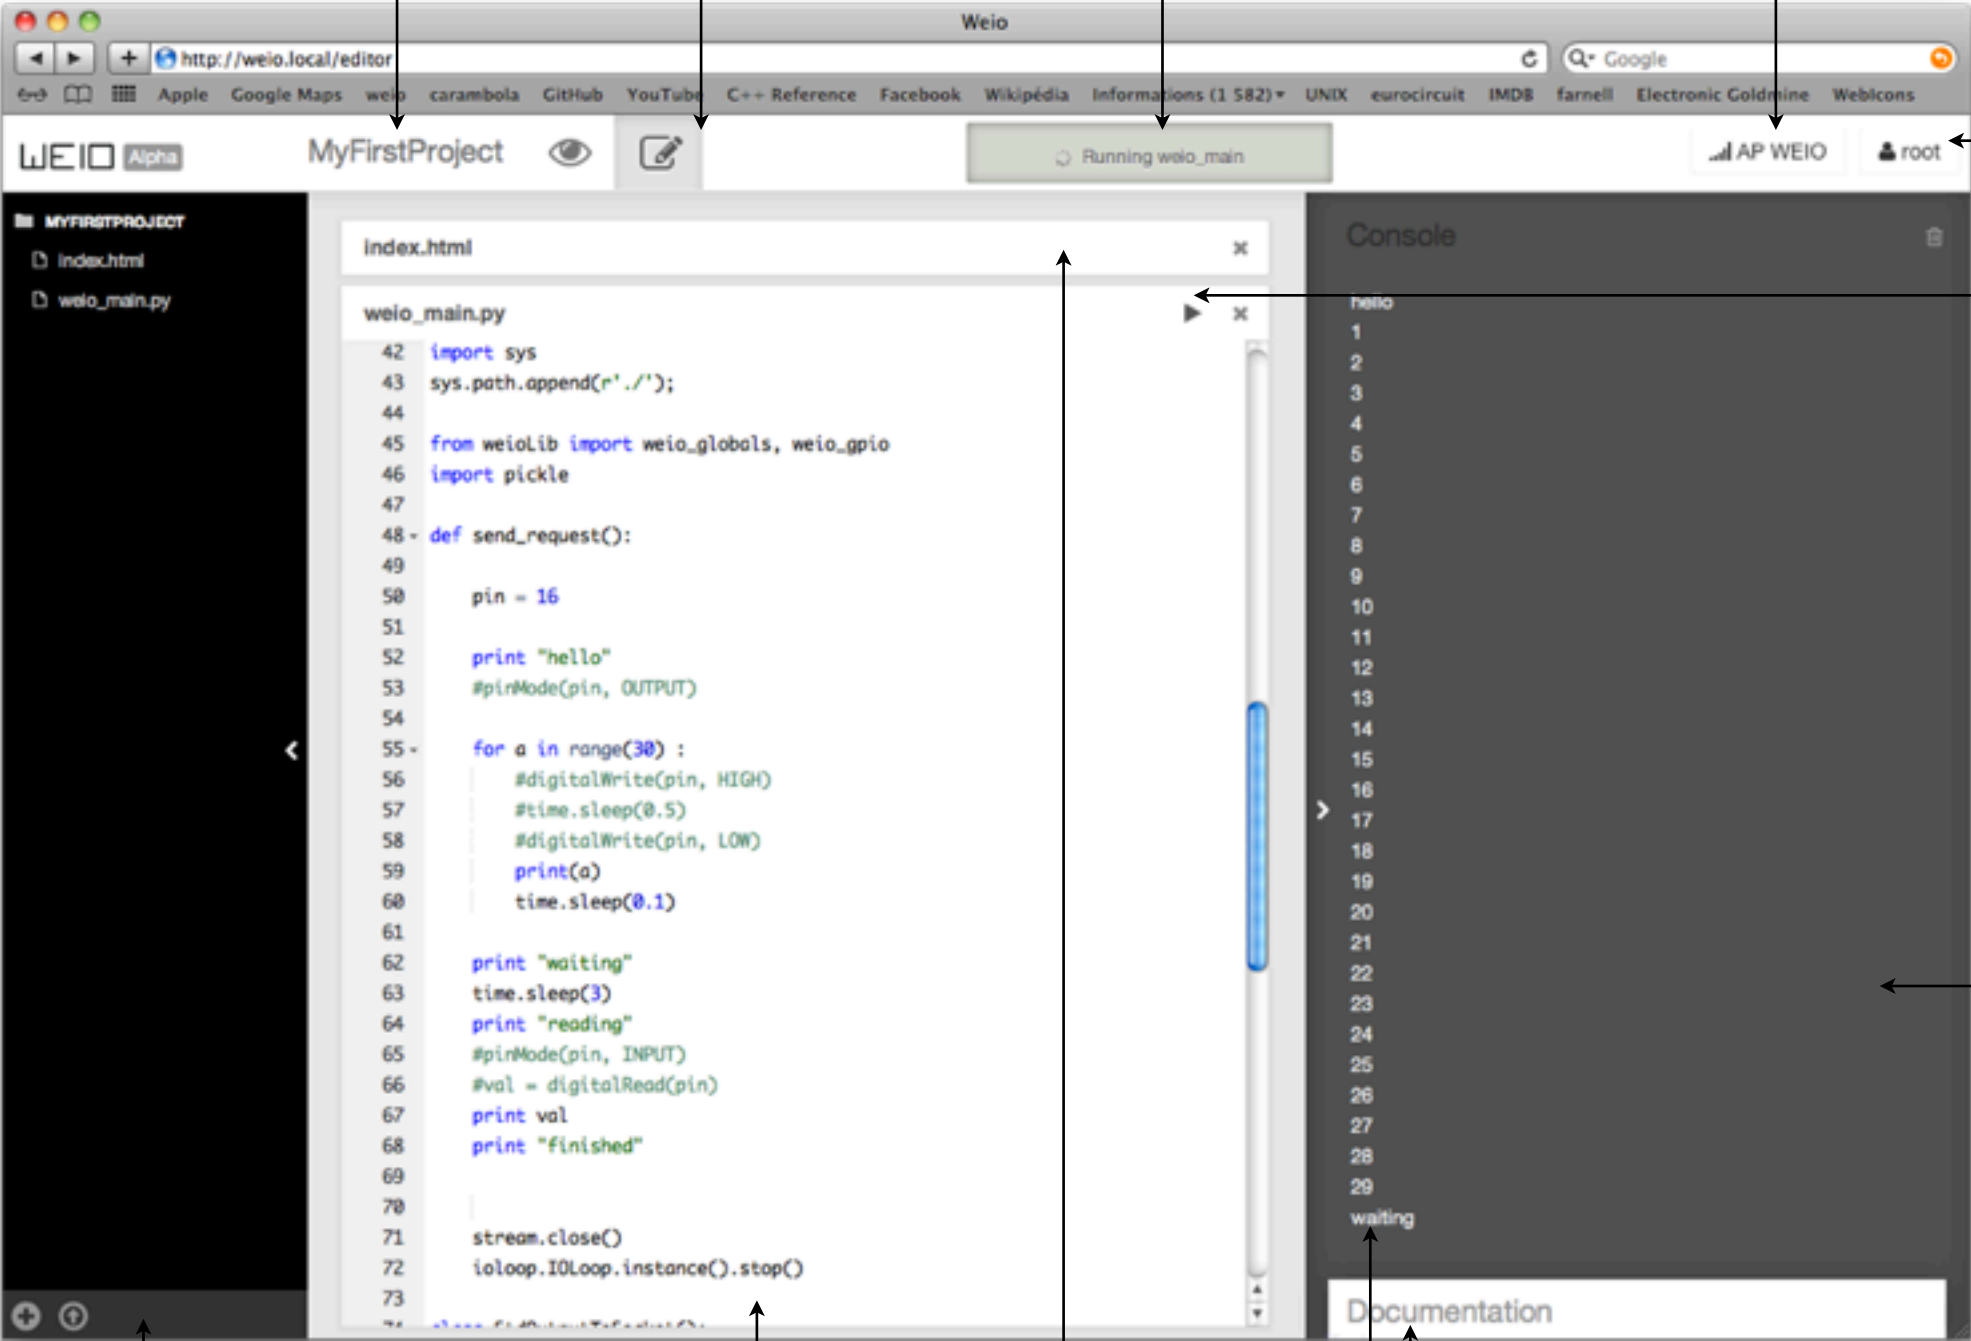 Weio
http://weio.local/editor
Google
Apple Google Maps weio carambola GitHub YouTube C++ Reference Facebook Wikipédia Informations (1 582) UNIX eurocircuit IMDB farnell Electronic Goldmine WebIcons
WEIO Alpha
MyFirstProject
Running weio_main
AP WEIO
root
MYFIRSTPROJECT
index.html
weio_main.py
index.html
weio_main.py
42 import sys
43 sys.path.append(r'./');
44
45 from weioLib import weio_globals, weio_gpio
46 import pickle
47
48 def send_request():
49
50 pin = 16
51
52 print "hello"
53 #pinMode(pin, OUTPUT)
54
55 for a in range(30) :
56 #digitalWrite(pin, HIGH)
57 #time.sleep(0.5)
58 #digitalWrite(pin, LOW)
59 print(a)
60 time.sleep(0.1)
61
62 print "waiting"
63 time.sleep(3)
64 print "reading"
65 #pinMode(pin, INPUT)
66 #val = digitalRead(pin)
67 print val
68 print "finished"
69
70
71 stream.close()
72 ioloop.IOLoop.instance().stop()
73
74 class
Console
hello
1
2
3
4
5
6
7
8
9
10
11
12
13
14
15
16
17
18
19
20
21
22
23
24
25
26
27
28
29
waiting
Documentation